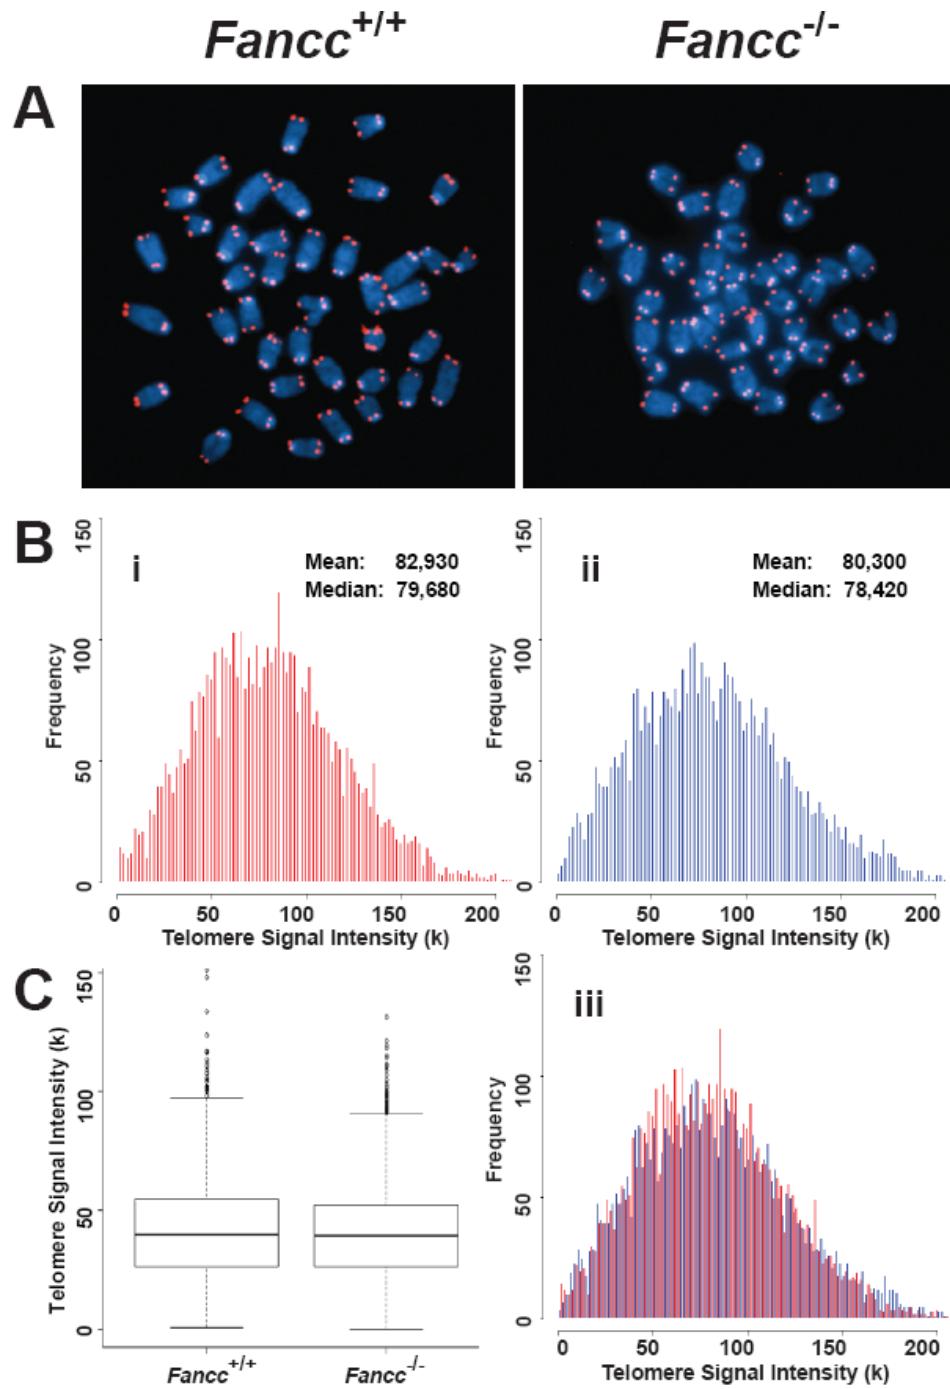 Fancc+/+ Fancc-/-
A
B
i
Mean: 82,930
Median: 79,680
150
100
50
0
Frequency
0 50 100 150 200
Telomere Signal Intensity (k)
ii
Mean: 80,300
Median: 78,420
150
100
50
0
Frequency
0 50 100 150 200
Telomere Signal Intensity (k)
C
150
100
50
0
Telomere Signal Intensity (k)
Fancc+/+ Fancc-/-
iii
150
100
50
0
Frequency
0 50 100 150 200
Telomere Signal Intensity (k)